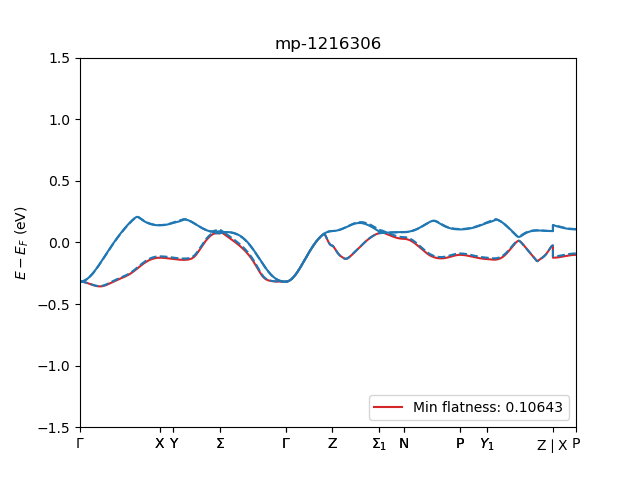 mp-1216306
1.5
1.0
0.5
0.0
−0.5
−1.0
−1.5
E − E_F (eV)
Min flatness: 0.10643
Γ X Y Σ Γ Z Σ₁ N P Y₁ Z | X P